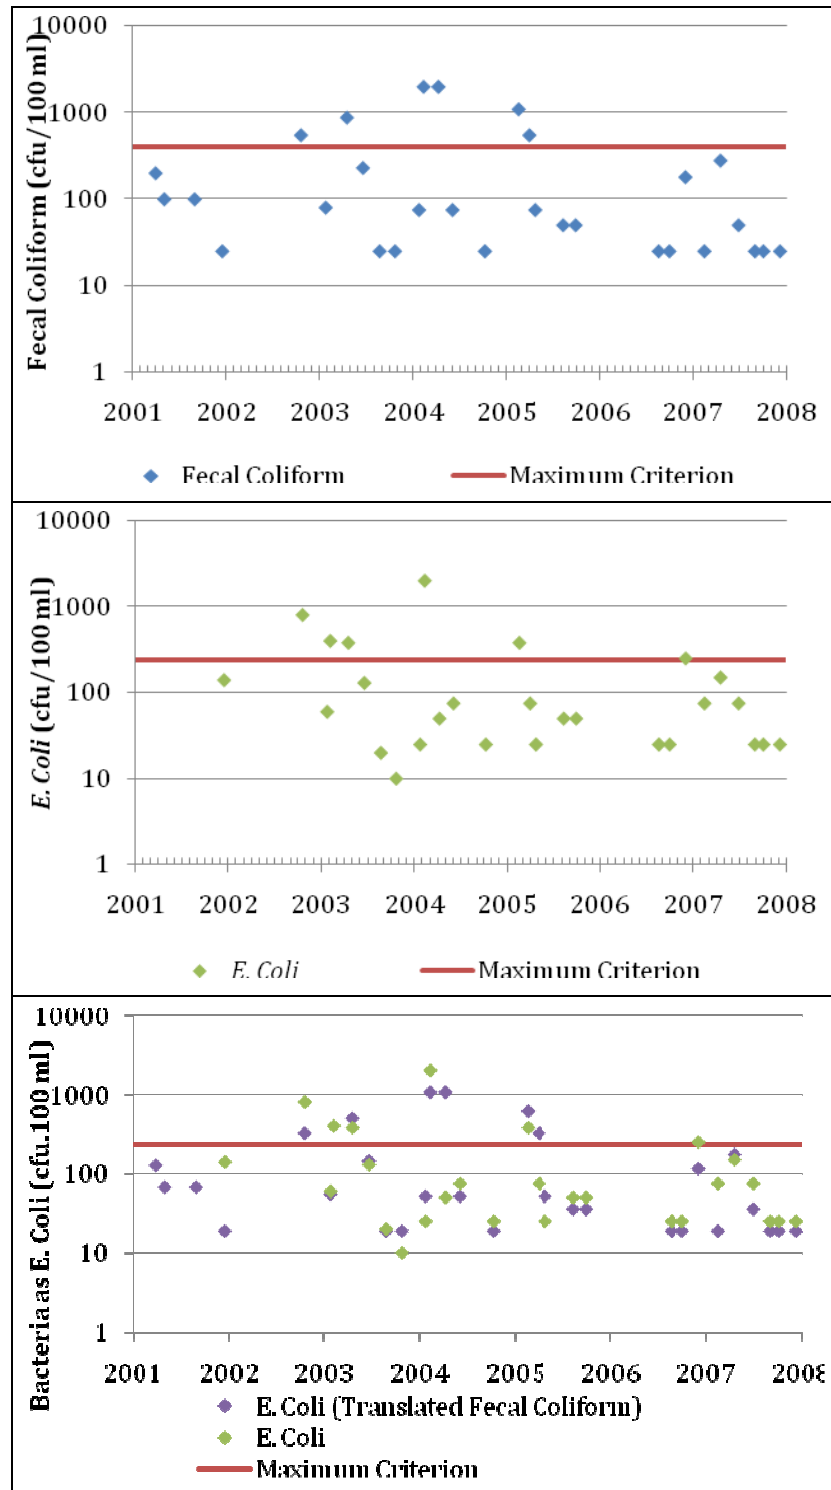 Fecal Coliform (cfu/100 ml)
10000
1000
100
10
1
2001 2002 2003 2004 2005 2006 2007 2008
Fecal Coliform Maximum Criterion
E. Coli (cfu/100 ml)
10000
1000
100
10
1
2001 2002 2003 2004 2005 2006 2007 2008
E. Coli Maximum Criterion
Bacteria as E. Coli (cfu.100 ml)
10000
1000
100
10
1
2001 2002 2003 2004 2005 2006 2007 2008
E. Coli (Translated Fecal Coliform)
E. Coli
Maximum Criterion